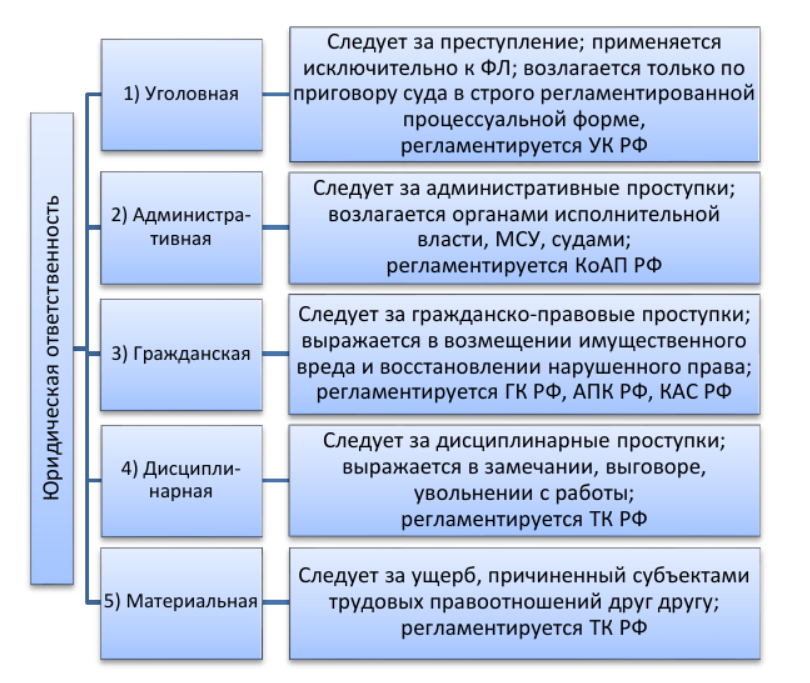 Юридическая ответственность
1) Уголовная
Следует за преступление; применяется
исключительно к ФЛ; возлагается только по
приговору суда в строго регламентированной
процессуальной форме,
регламентируется УК РФ
2) Администра-
тивная
Следует за административные проступки;
возлагается органами исполнительной
власти, МСУ, судами;
регламентируется КоАП РФ
3) Гражданская
Следует за гражданско-правовые проступки;
выражается в возмещении имущественного
вреда и восстановлении нарушенного права;
регламентируется ГК РФ, АПК РФ, КАС РФ
4) Дисципли-
нарная
Следует за дисциплинарные проступки;
выражается в замечании, выговоре,
увольнении с работы;
регламентируется ТК РФ
5) Материальная
Следует за ущерб, причиненный субъектами
трудовых правоотношений друг другу;
регламентируется ТК РФ